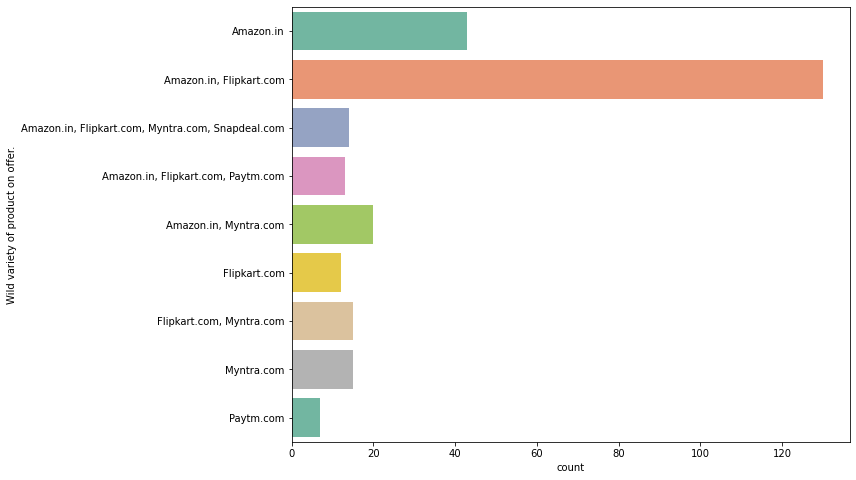 Wild variety of product on offer.
Amazon.in
Amazon.in, Flipkart.com
Amazon.in, Flipkart.com, Myntra.com, Snapdeal.com
Amazon.in, Flipkart.com, Paytm.com
Amazon.in, Myntra.com
Flipkart.com
Flipkart.com, Myntra.com
Myntra.com
Paytm.com
0 20 40 60 80 100 120
count